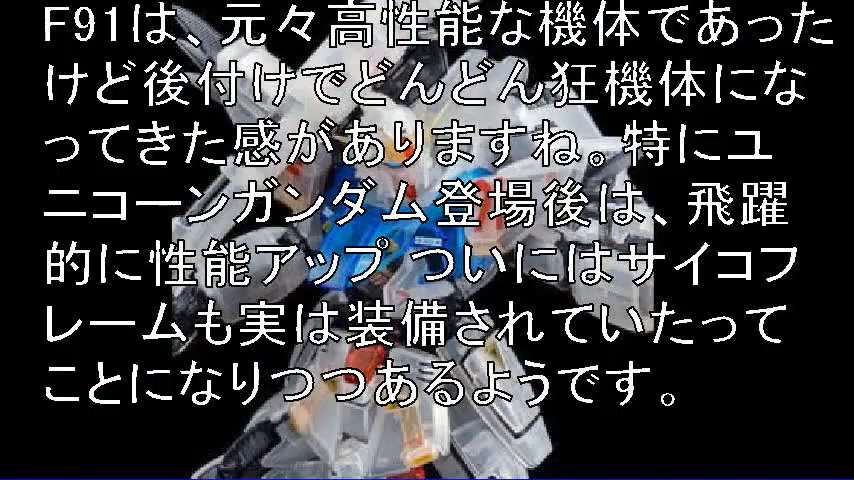 F91は、元々高性能な機体であった
けど後付けでどんどん狂機体にな
ってきた感がありますね。特にユ
ニコーンガンダム登場後は、飛躍
的に性能アップ ついにはサイコフ
レームも実は装備されていたって
ことになりつつあるようです。